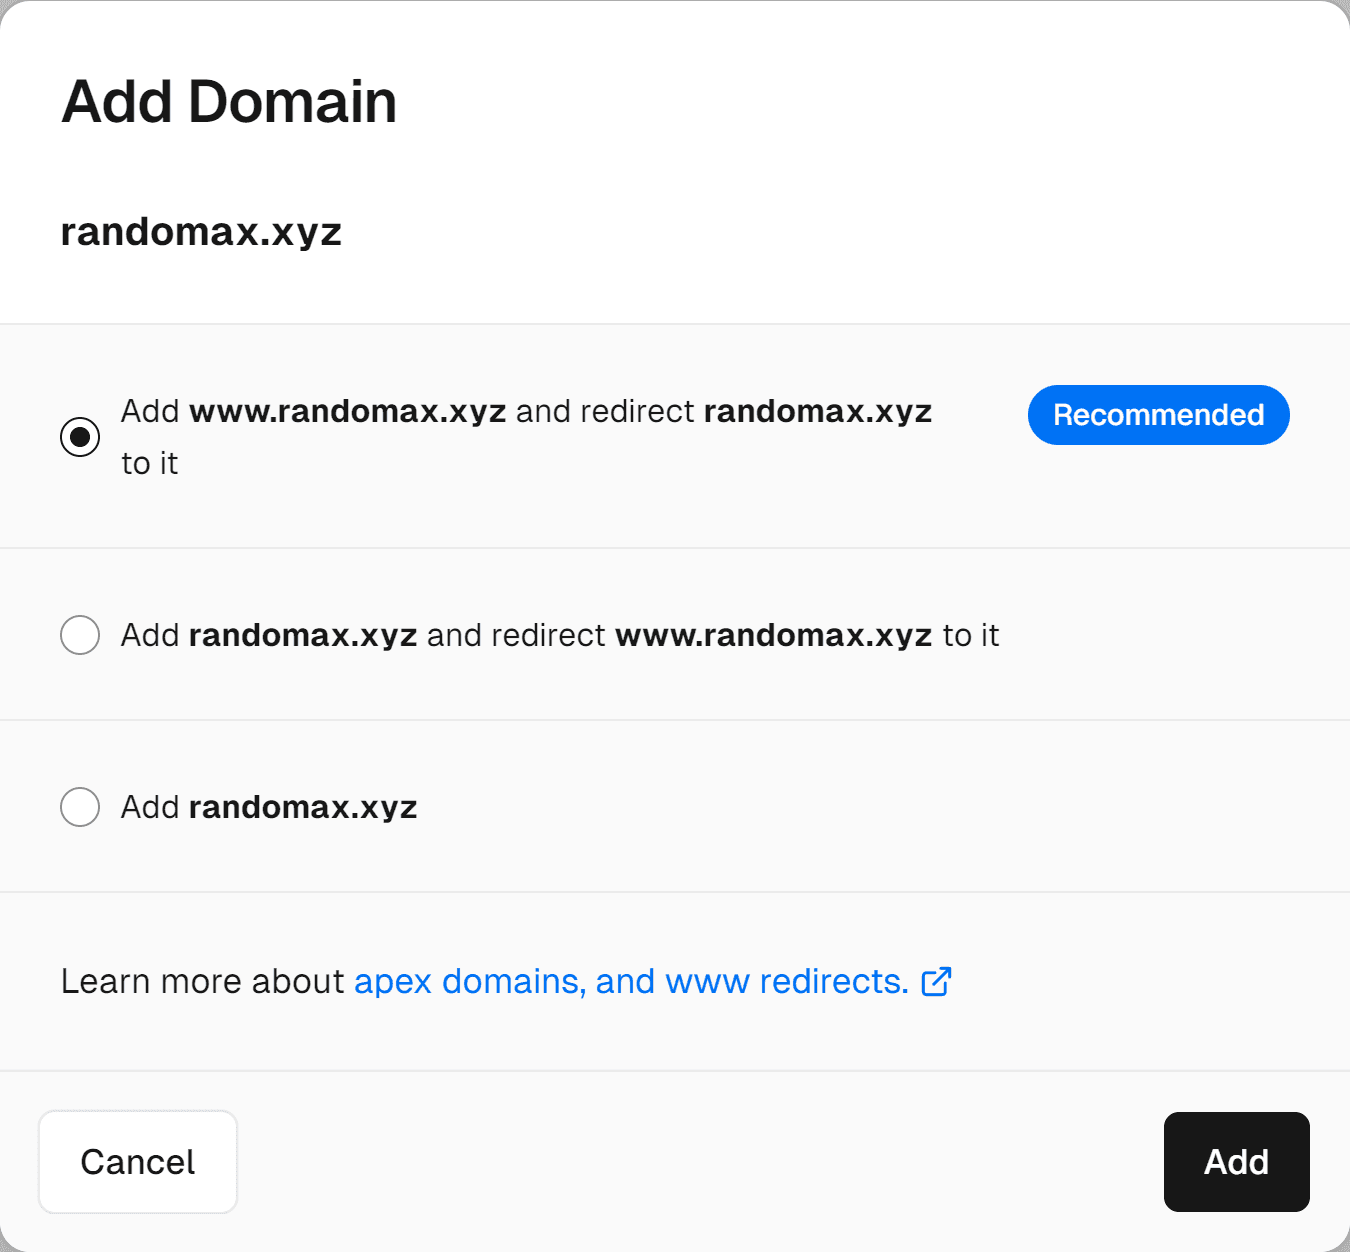 Add Domain
randomax.xyz
Add www.randomax.xyz and redirect randomax.xyz
to it
Recommended
Add randomax.xyz and redirect www.randomax.xyz to it
Add randomax.xyz
Learn more about apex domains, and www redirects.
Cancel
Add